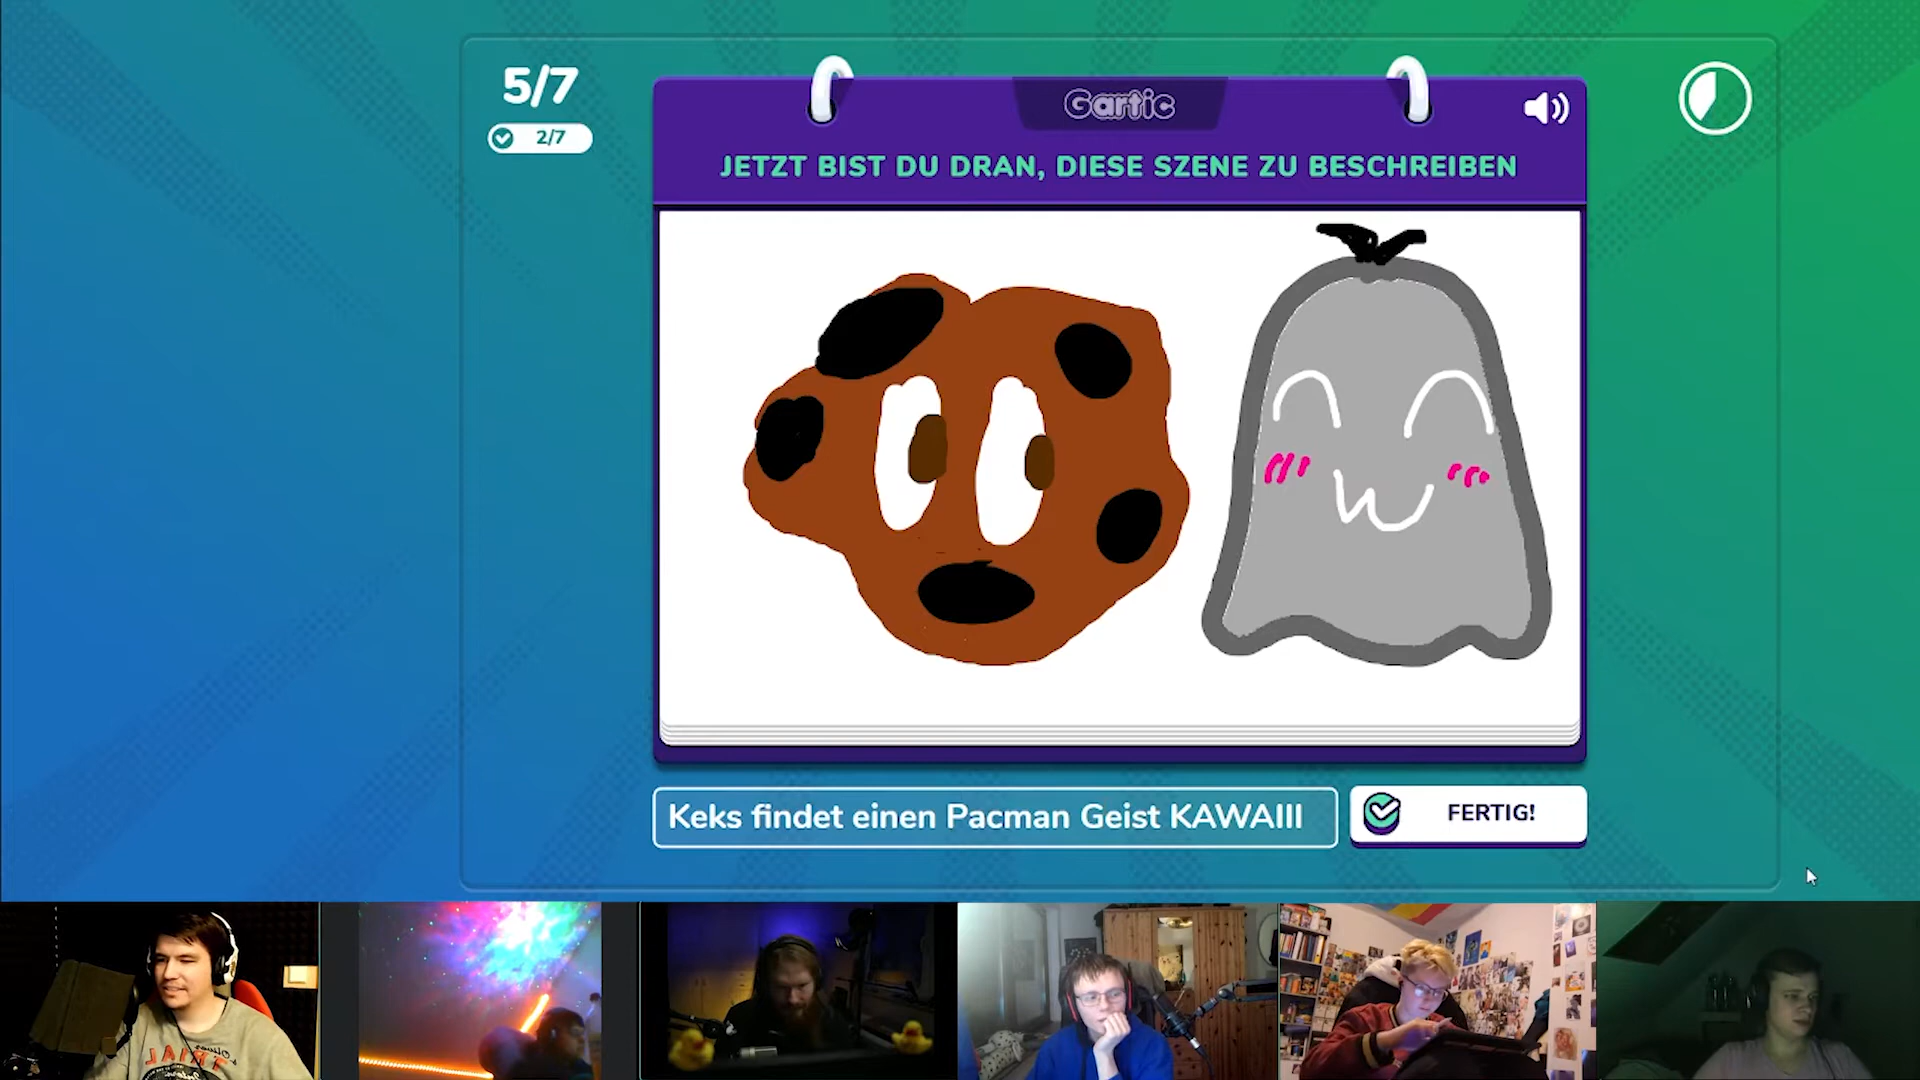 5/7
2/7
Gartic
JETZT BIST DU DRAN, DIESE SZENE ZU BESCHREIBEN
Keks findet einen Pacman Geist KAWAIII
FERTIG!